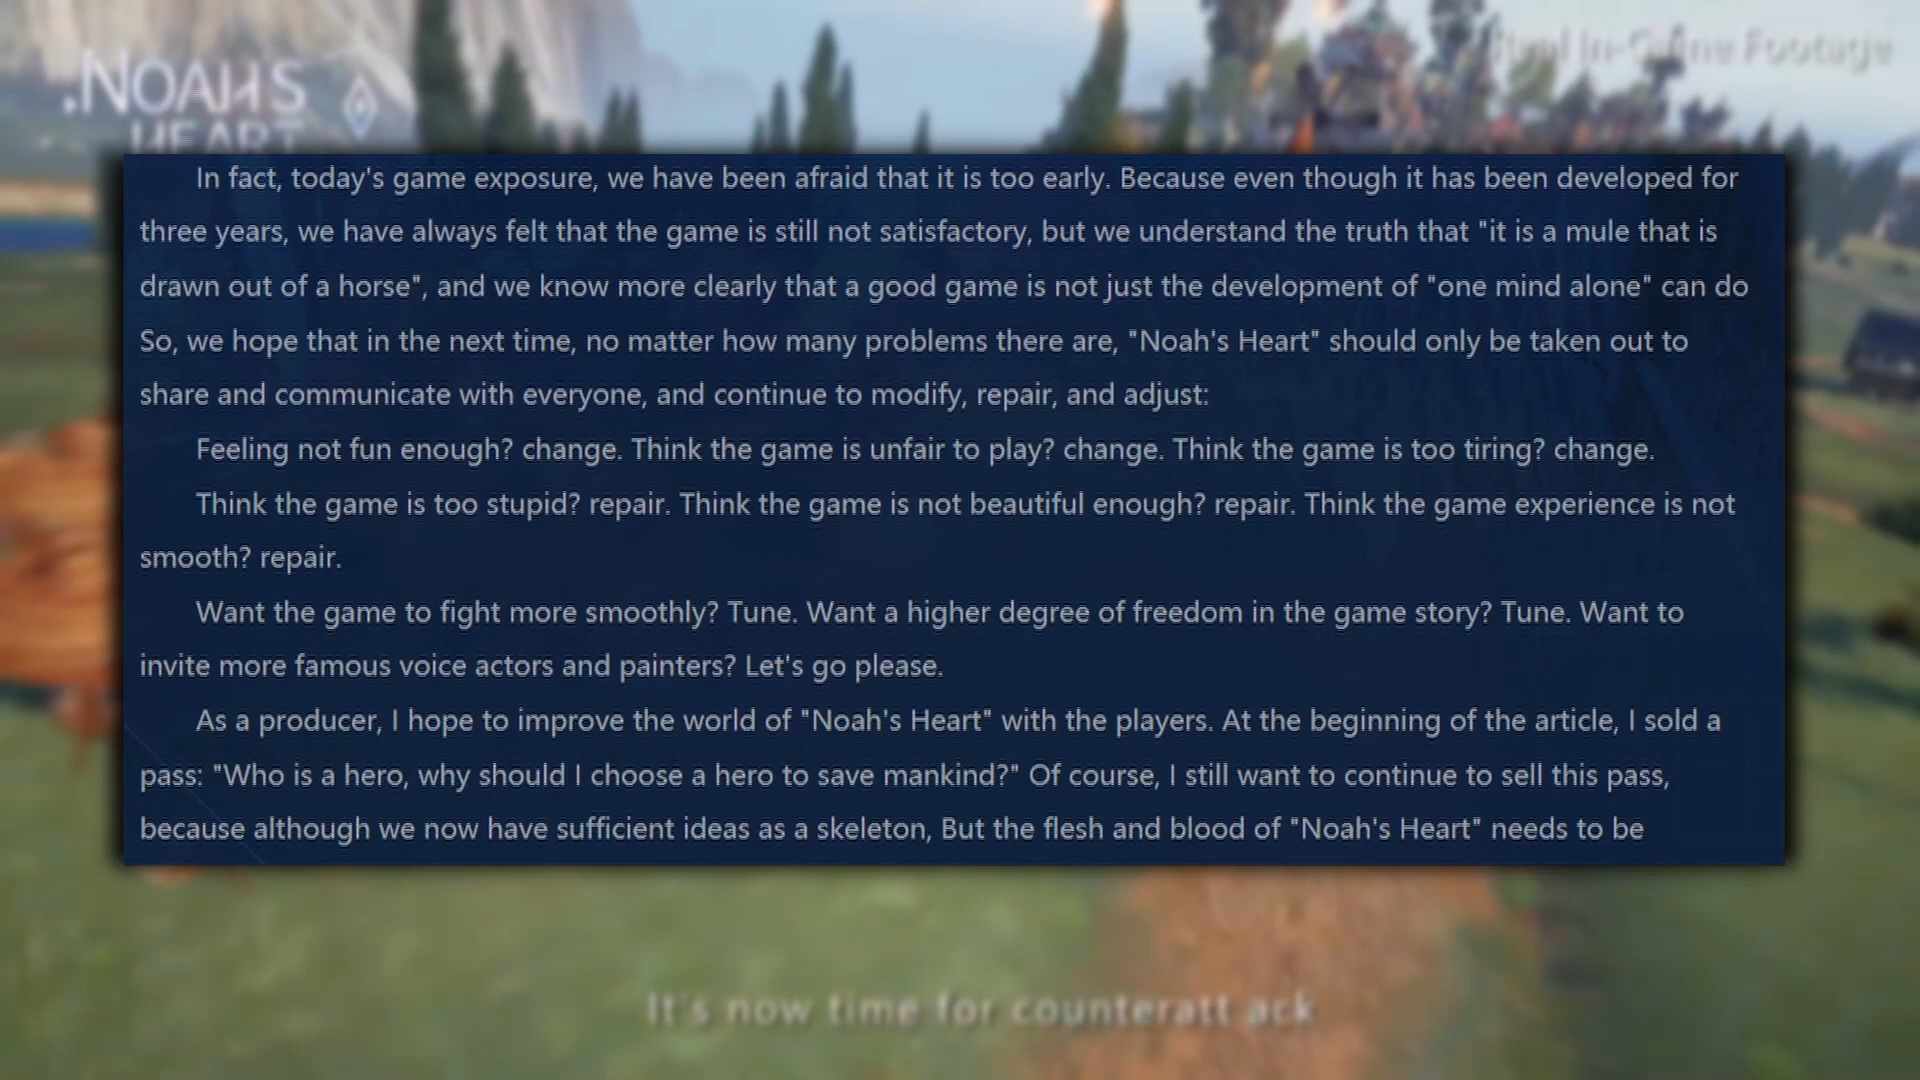 NOAH'S
HEART
Real In-Game Footage
In fact, today's game exposure, we have been afraid that it is too early. Because even though it has been developed for
three years, we have always felt that the game is still not satisfactory, but we understand the truth that "it is a mule that is
drawn out of a horse", and we know more clearly that a good game is not just the development of "one mind alone" can do
So, we hope that in the next time, no matter how many problems there are, "Noah's Heart" should only be taken out to
share and communicate with everyone, and continue to modify, repair, and adjust:
Feeling not fun enough? change. Think the game is unfair to play? change. Think the game is too tiring? change.
Think the game is too stupid? repair. Think the game is not beautiful enough? repair. Think the game experience is not
smooth? repair.
Want the game to fight more smoothly? Tune. Want a higher degree of freedom in the game story? Tune. Want to
invite more famous voice actors and painters? Let's go please.
As a producer, I hope to improve the world of "Noah's Heart" with the players. At the beginning of the article, I sold a
pass: "Who is a hero, why should I choose a hero to save mankind?" Of course, I still want to continue to sell this pass,
because although we now have sufficient ideas as a skeleton, But the flesh and blood of "Noah's Heart" needs to be
It's now time for counteratt ack